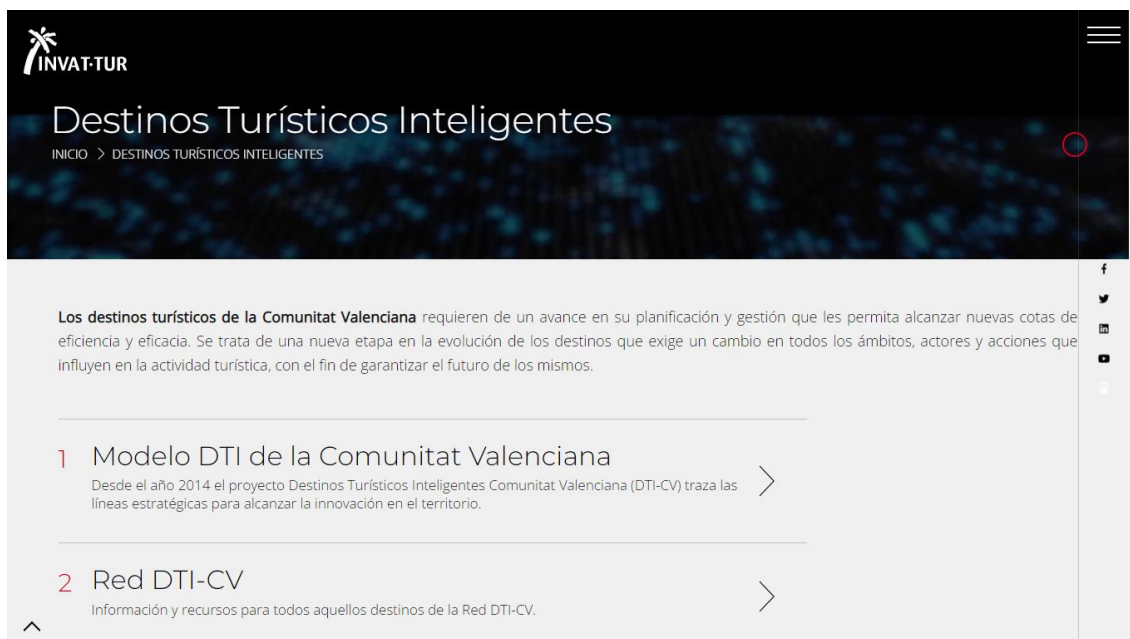 INVAT·TUR
Destinos Turísticos Inteligentes
INICIO > DESTINOS TURÍSTICOS INTELIGENTES
Los destinos turísticos de la Comunitat Valenciana requieren de un avance en su planificación y gestión que les permita alcanzar nuevas cotas de
eficiencia y eficacia. Se trata de una nueva etapa en la evolución de los destinos que exige un cambio en todos los ámbitos, actores y acciones que
influyen en la actividad turística, con el fin de garantizar el futuro de los mismos.
1 Modelo DTI de la Comunitat Valenciana
Desde el año 2014 el proyecto Destinos Turísticos Inteligentes Comunitat Valenciana (DTI-CV) traza las
líneas estratégicas para alcanzar la innovación en el territorio.
2 Red DTI-CV
Información y recursos para todos aquellos destinos de la Red DTI-CV.